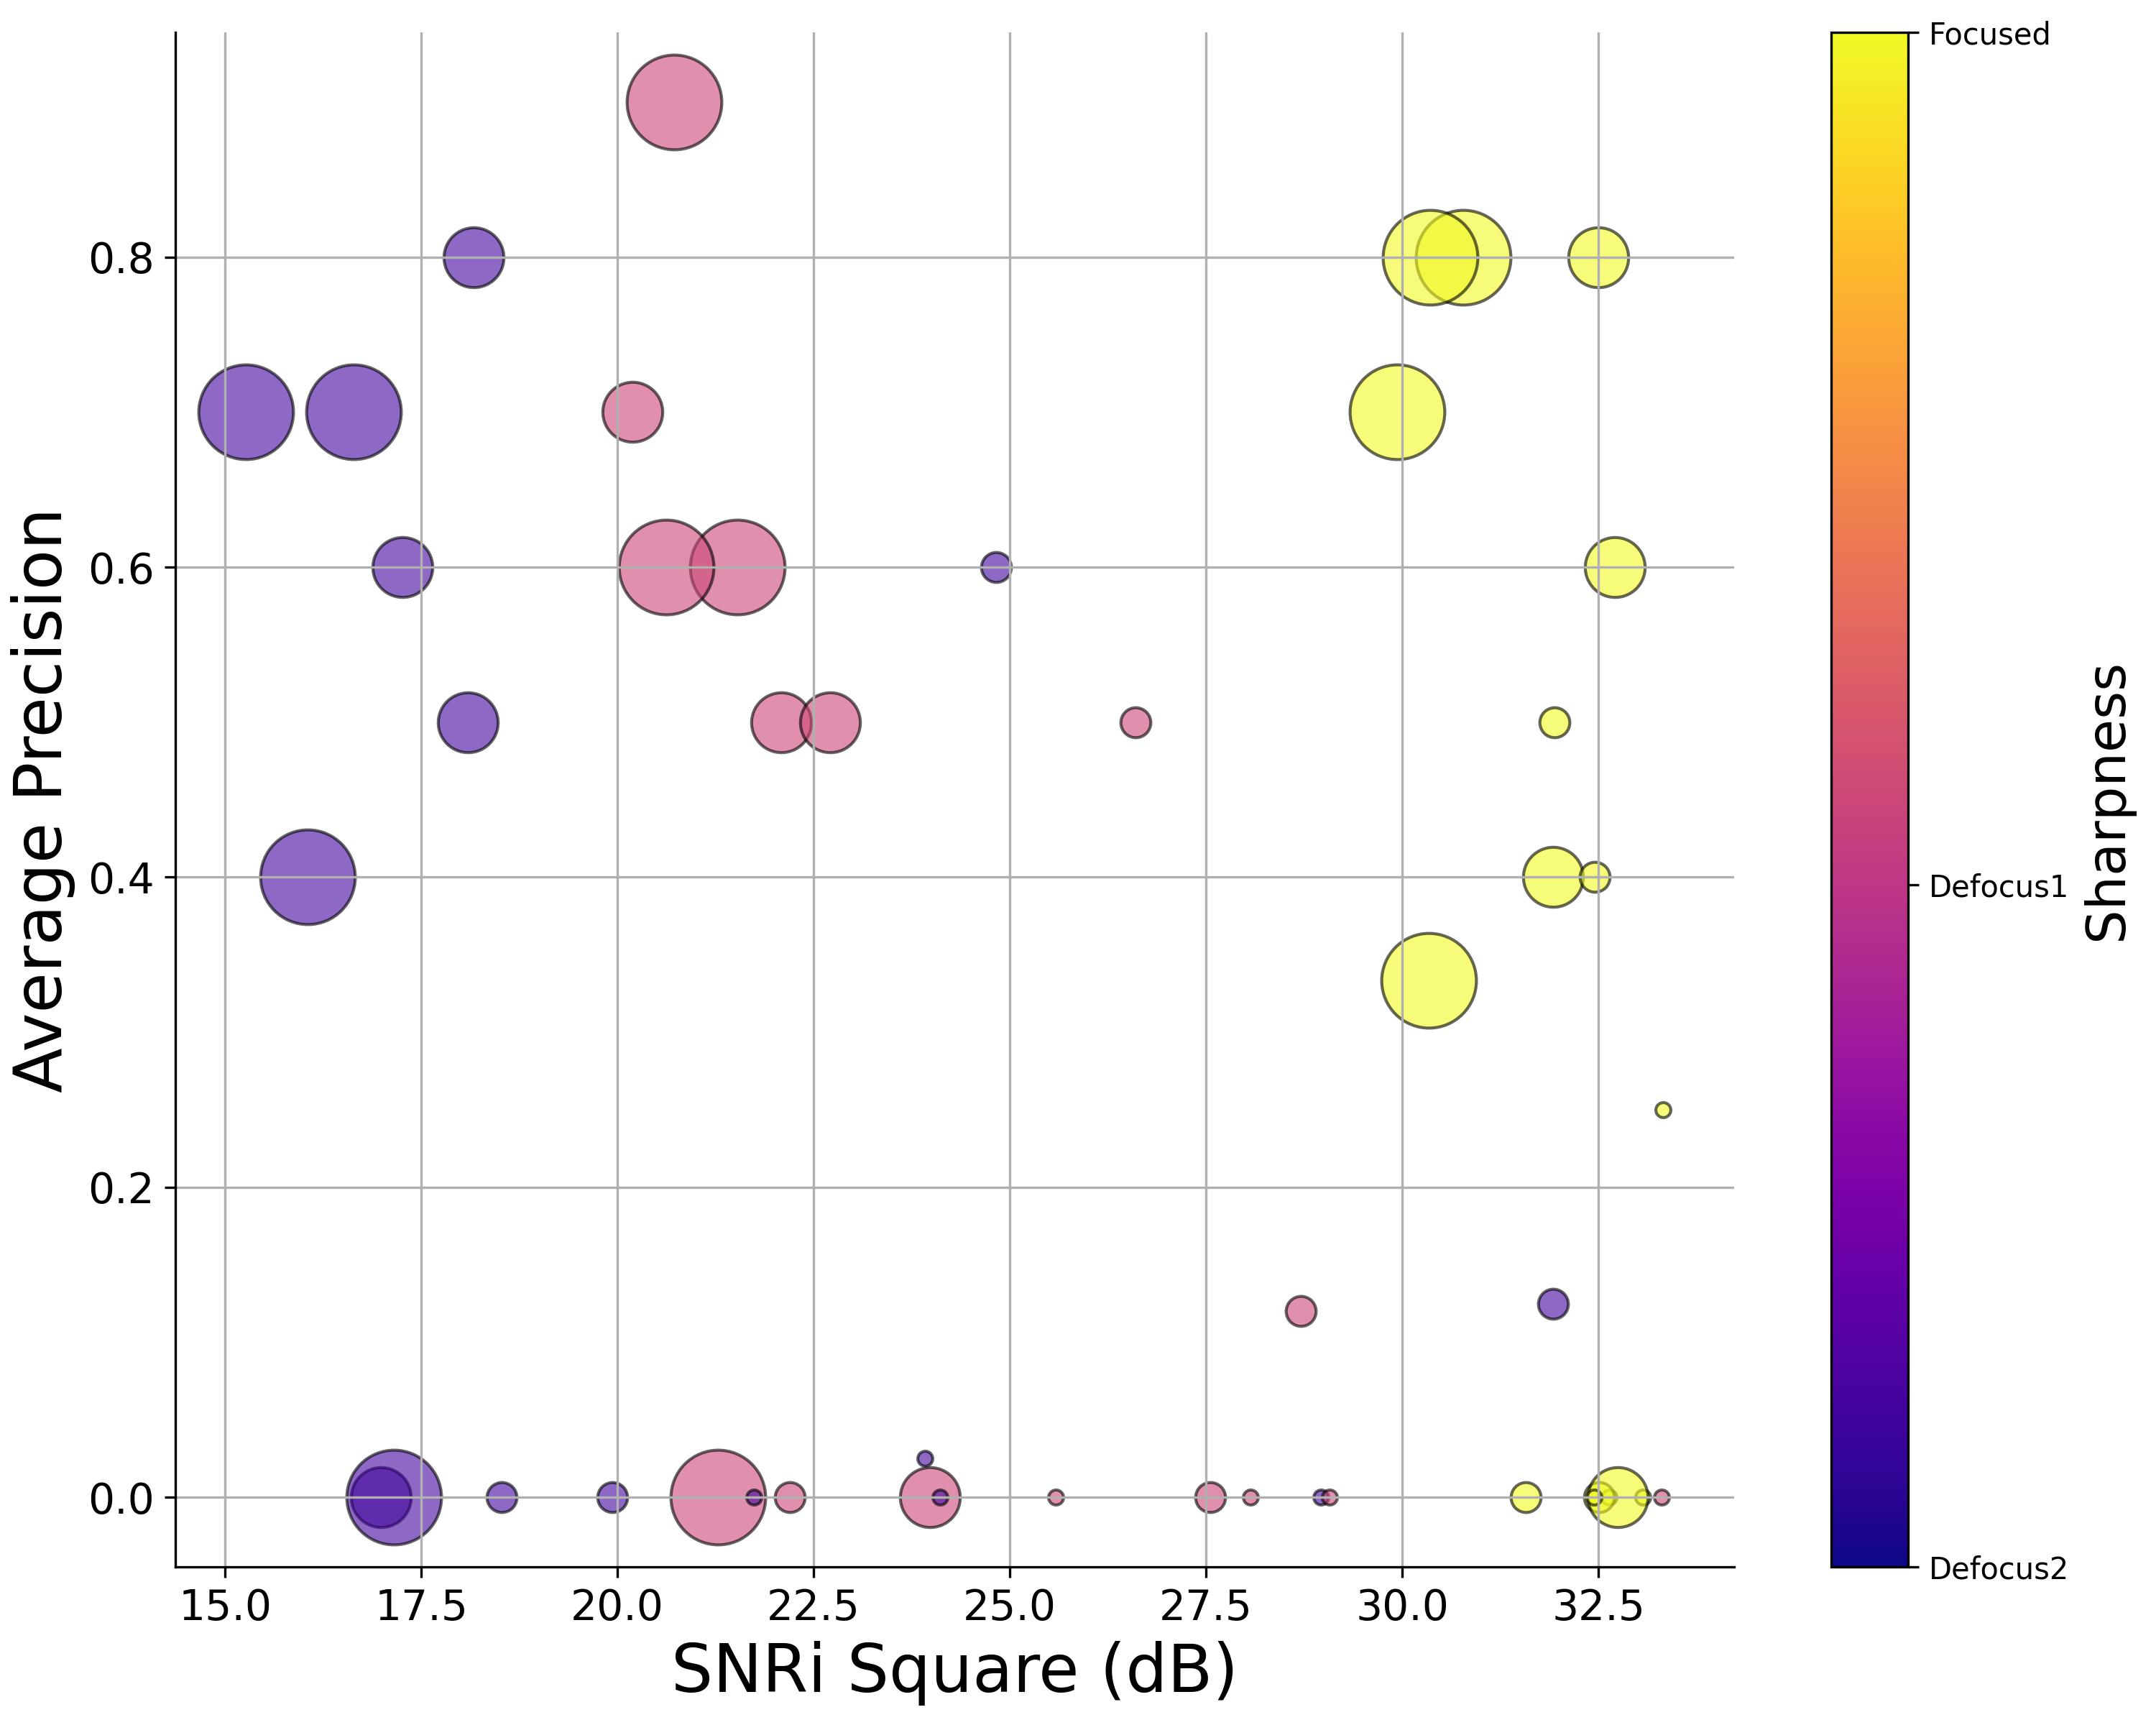 Average Precision
0.8
0.6
0.4
0.2
0.0
15.0 17.5 20.0 22.5 25.0 27.5 30.0 32.5
SNRi Square (dB)
Focused
Defocus1
Defocus2
Sharpness